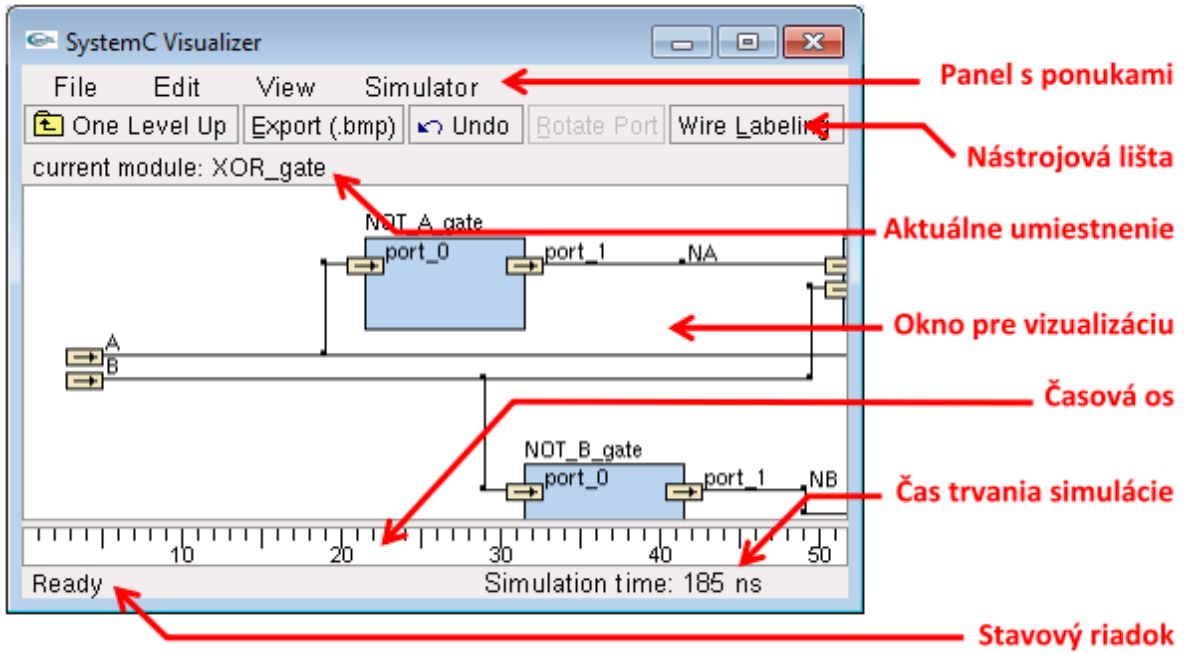 SystemC Visualizer
File Edit View Simulator
Panel s ponukami
One Level Up Export (.bmp) Undo Rotate Port Wire Labeling
Nástrojová lišta
current module: XOR_gate
NOT_A_gate
Aktuálne umiestnenie
port_0 port_1 NA
Okno pre vizualizáciu
A
B
Časová os
NOT_B_gate
port_0 port_1 NB
Čas trvania simulácie
10 20 30 40 50
Ready Simulation time: 185 ns
Stavový riadok